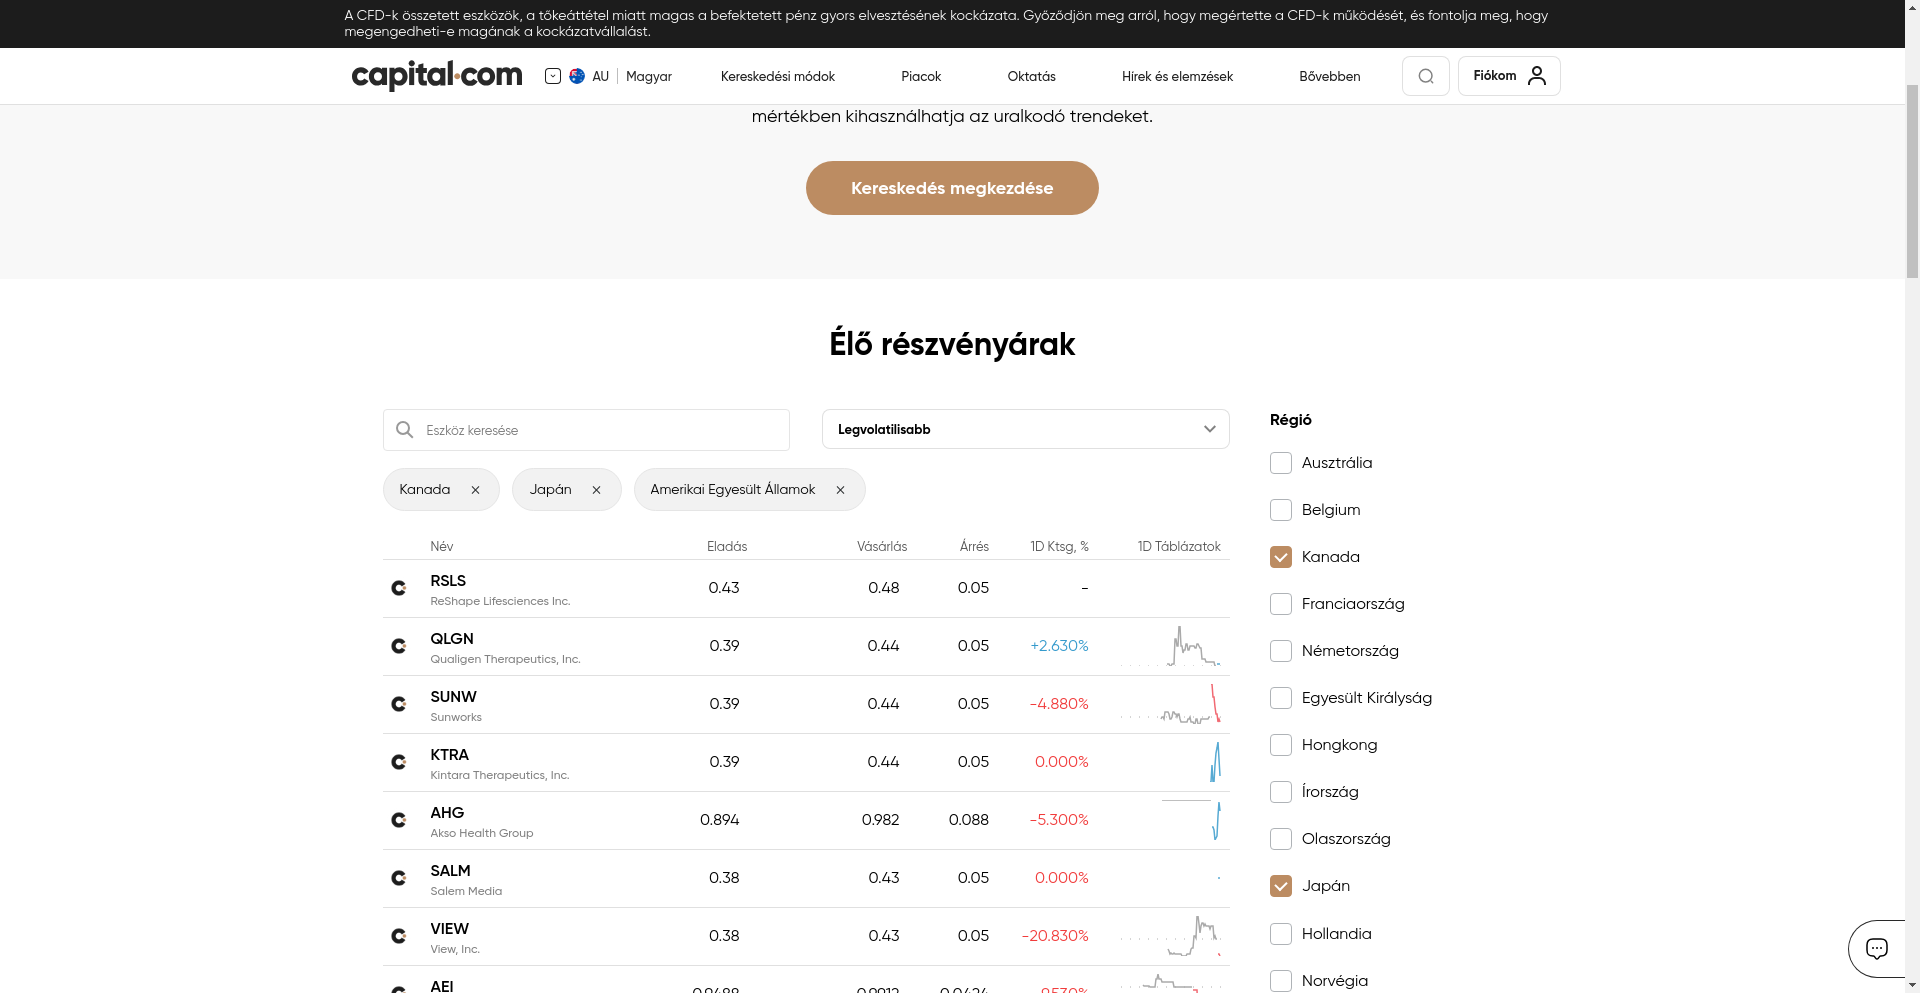 A CFD-k összetett eszközök, a tőkeáttétel miatt magas a befektetett pénz gyors elvesztésének kockázata. Győződjön meg arról, hogy megértette a CFD-k működését, és fontolja meg, hogy
megengedheti-e magának a kockázatvállalást.
capital.com
AU
Magyar
Kereskedési módok
Piacok
Oktatás
Hírek és elemzések
Bővebben
Fiókom
mértékben kihasználhatja az uralkodó trendeket.
Kereskedés megkezdése
Élő részvényárak
Eszköz keresése
Legvolatilisabb
Kanada
Japán
Amerikai Egyesült Államok
Név Eladás Vásárlás Árrés 1D Ktsg, % 1D Táblázatok
RSLS 0.43 0.48 0.05 -
ReShape Lifesciences Inc.
QLGN 0.39 0.44 0.05 +2.630%
Qualigen Therapeutics, Inc.
SUNW 0.39 0.44 0.05 -4.880%
Sunworks
KTRA 0.39 0.44 0.05 0.000%
Kintara Therapeutics, Inc.
AHG 0.894 0.982 0.088 -5.300%
Akso Health Group
SALM 0.38 0.43 0.05 0.000%
Salem Media
VIEW 0.38 0.43 0.05 -20.830%
View, Inc.
AEI
Régió
Ausztrália
Belgium
Kanada
Franciaország
Németország
Egyesült Királyság
Hongkong
Írország
Olaszország
Japán
Hollandia
Norvégia